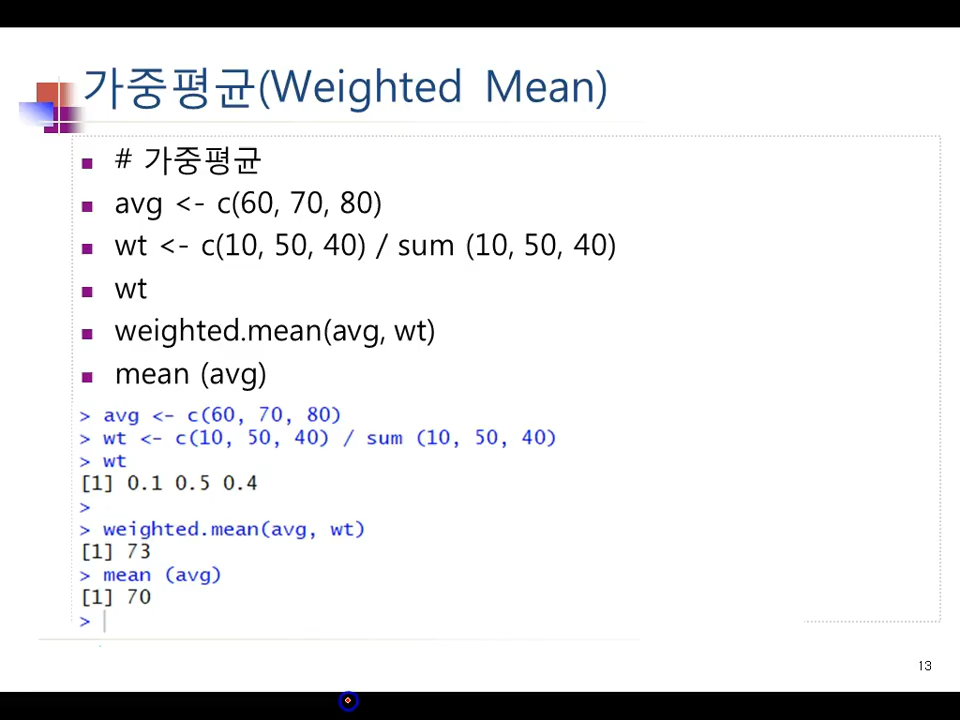 가중평균(Weighted Mean)
# 가중평균
avg <- c(60, 70, 80)
wt <- c(10, 50, 40) / sum (10, 50, 40)
wt
weighted.mean(avg, wt)
mean (avg)
> avg <- c(60, 70, 80)
> wt <- c(10, 50, 40) / sum (10, 50, 40)
> wt
[1] 0.1 0.5 0.4
>
> weighted.mean(avg, wt)
[1] 73
> mean (avg)
[1] 70
>
13